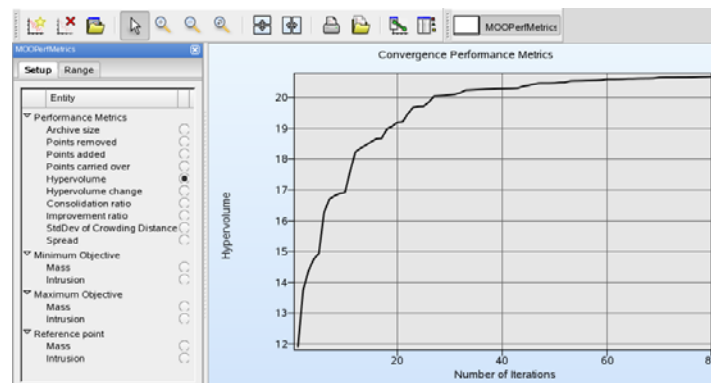 MOOPerfMetrics
MOOPerfMetrics
Setup
Range
Entity
Performance Metrics
Archive size
Points removed
Points added
Points carried over
Hypervolume
Hypervolume change
Consolidation ratio
Improvement ratio
StdDev of Crowding Distance
Spread
Minimum Objective
Mass
Intrusion
Maximum Objective
Mass
Intrusion
Reference point
Mass
Intrusion
Convergence Performance Metrics
Hypervolume
20
19
18
17
16
15
14
13
12
20
40
60
8
Number of Iterations